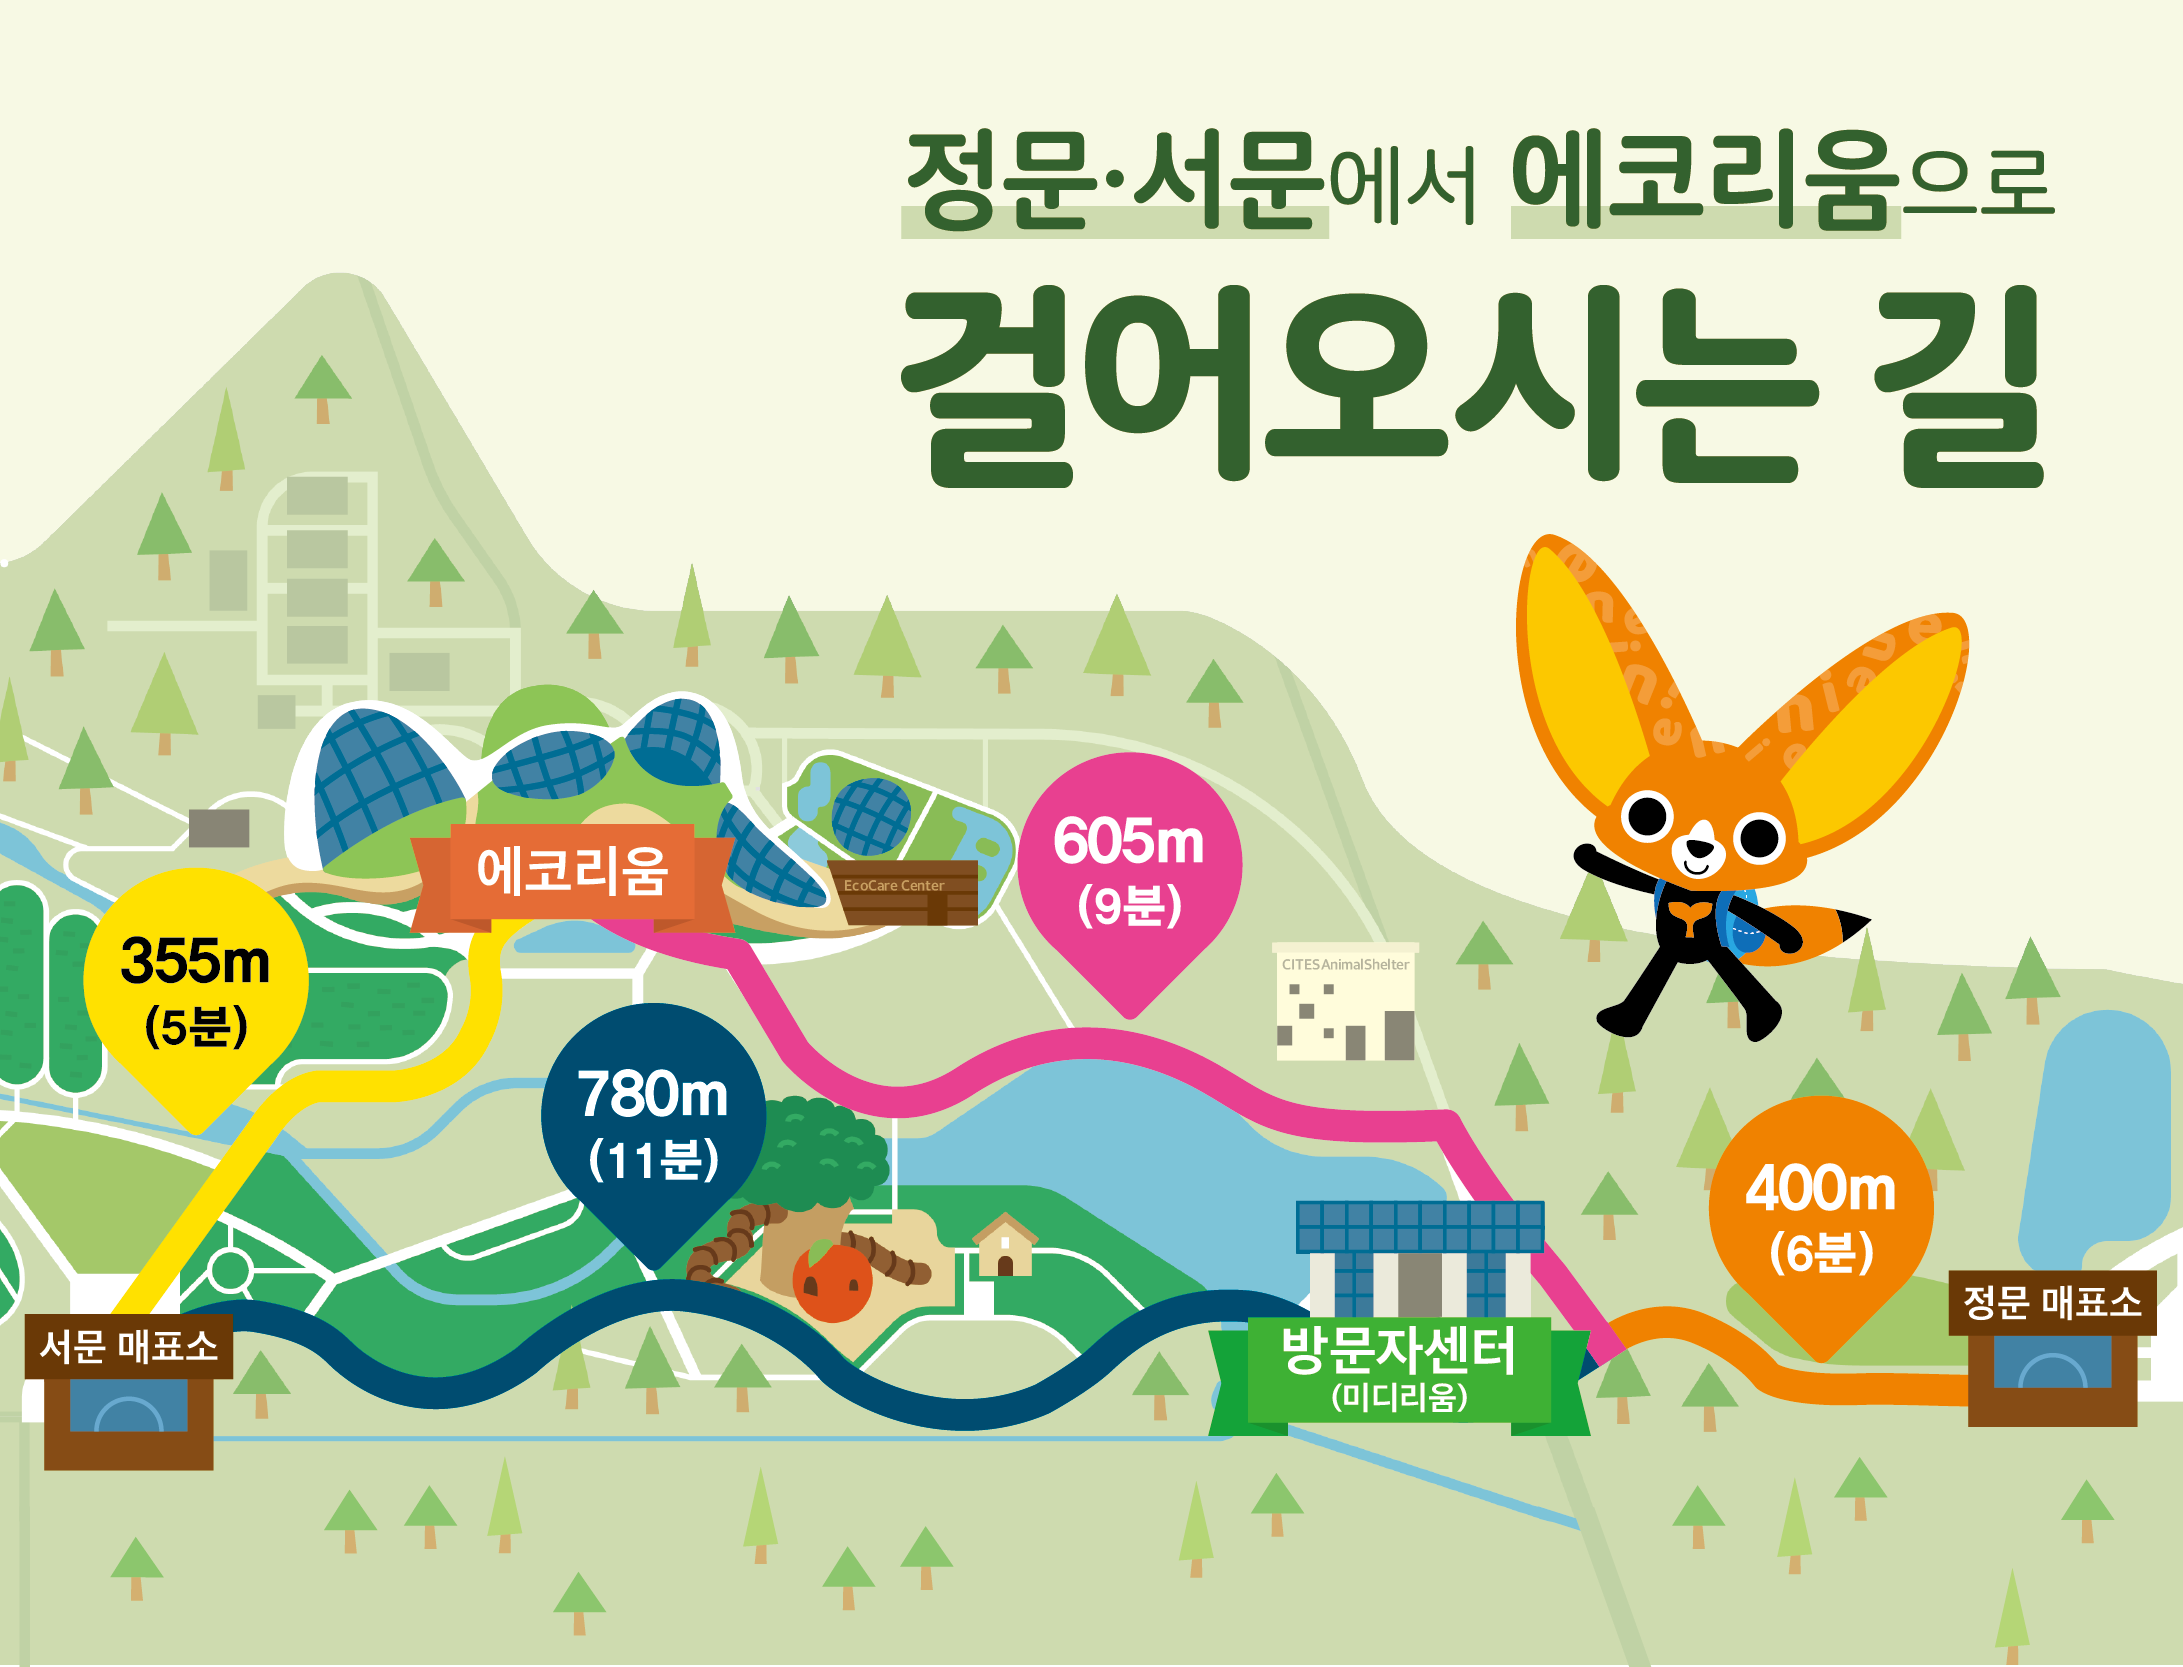 정문·서문에서 에코리움으로
걸어오시는 길
605m
(9분)
에코리움
EcoCare Center
355m
(5분)
CITESAnimalShelter
780m
(11분)
400m
(6분)
정문 매표소
서문 매표소
방문자센터
(미디리움)